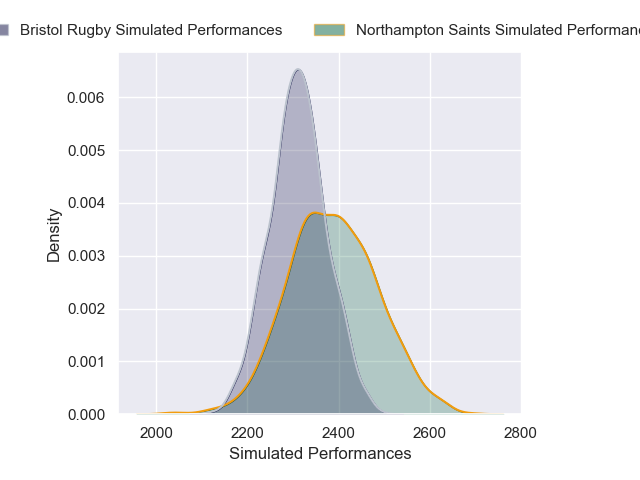 Bristol Rugby Simulated Performances Northampton Saints Simulated
0.006
0.005
0.004
0.003
0.002
0.001
0.000
Density
2000 2200 2400 2600 2800
Simulated Performances